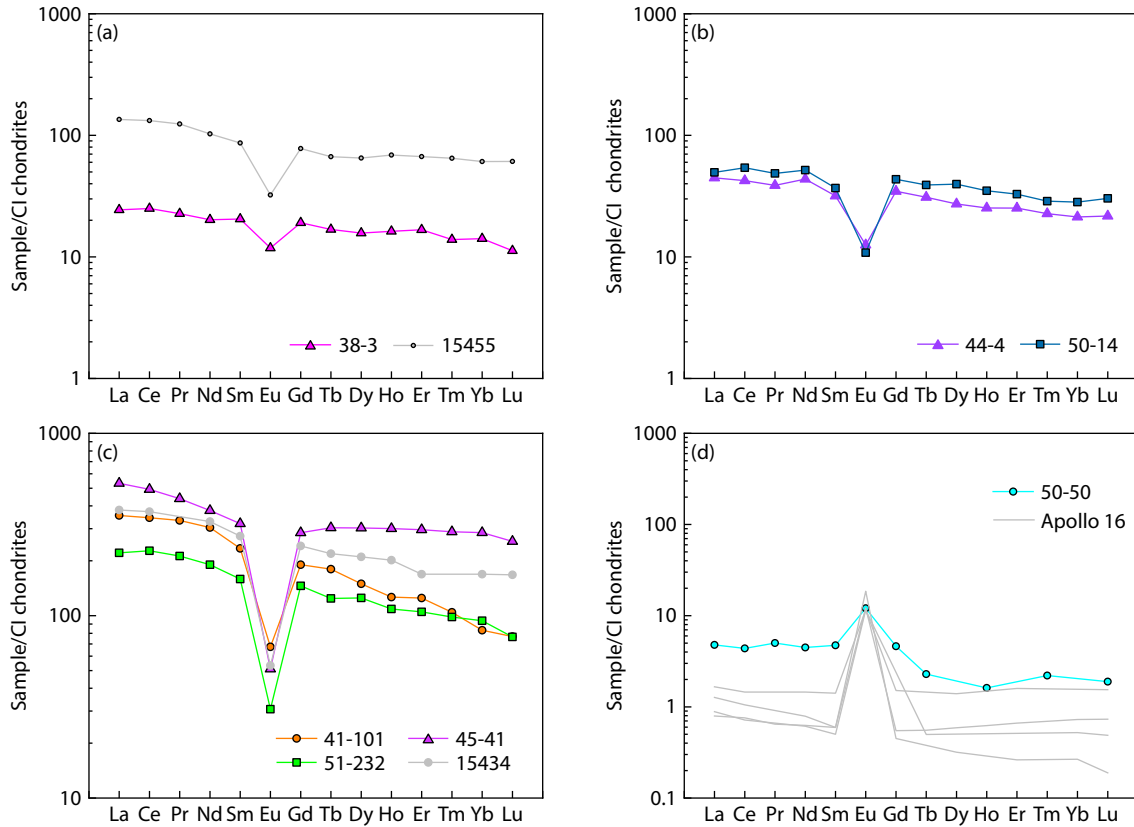 (a)
1000
100
10
1
Sample/CI chondrites
38-3 15455
La Ce Pr Nd Sm Eu Gd Tb Dy Ho Er Tm Yb Lu
(b)
1000
100
10
1
Sample/CI chondrites
44-4 50-14
La Ce Pr Nd Sm Eu Gd Tb Dy Ho Er Tm Yb Lu
(c)
1000
100
10
Sample/CI chondrites
41-101 45-41
51-232 15434
La Ce Pr Nd Sm Eu Gd Tb Dy Ho Er Tm Yb Lu
(d)
1000
100
10
1
0.1
Sample/CI chondrites
50-50
Apollo 16
La Ce Pr Nd Sm Eu Gd Tb Dy Ho Er Tm Yb Lu